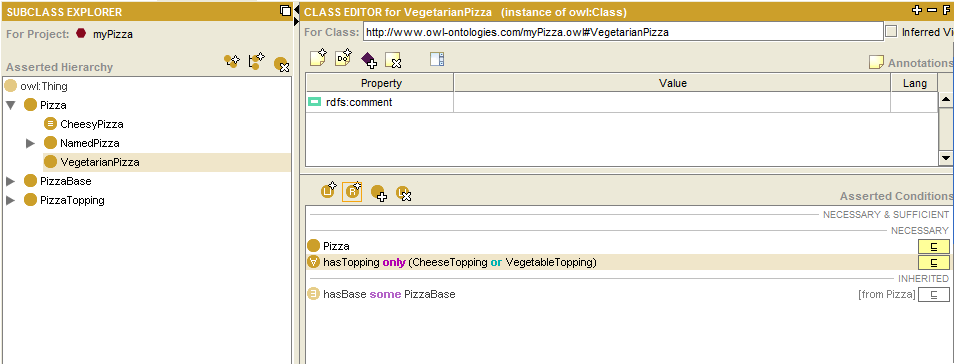 SUBCLASS EXPLORER
For Project: myPizza
Asserted Hierarchy
owl:Thing
Pizza
CheesyPizza
NamedPizza
VegetarianPizza
PizzaBase
PizzaTopping
CLASS EDITOR for VegetarianPizza (instance of owl:Class)
For Class: http://www.owl-ontologies.com/myPizza.owl#VegetarianPizza Inferred Vi
Annotations
Property Value Lang
rdfs:comment
Asserted Conditions
NECESSARY & SUFFICIENT
NECESSARY
Pizza ⊑
hasTopping only (CheeseTopping or VegetableTopping) ⊑
INHERITED
hasBase some PizzaBase [from Pizza] ⊑